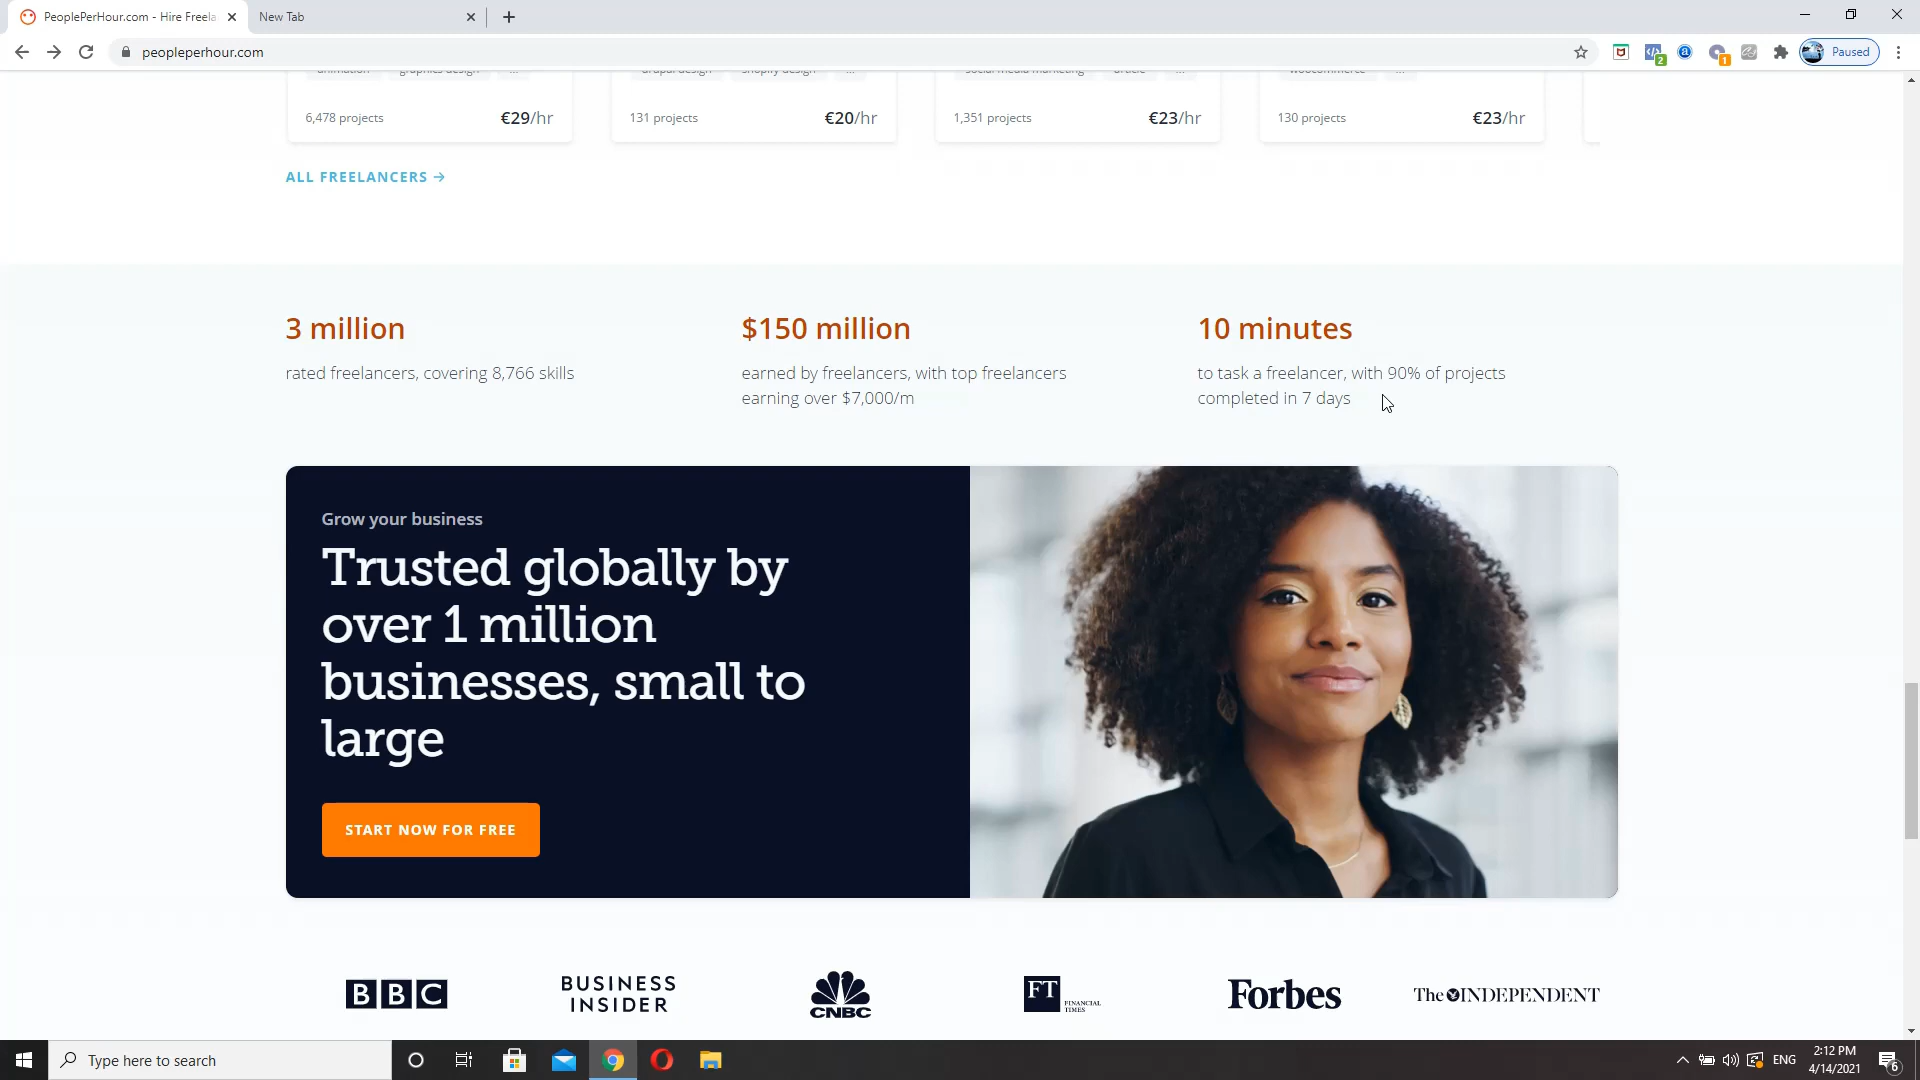 PeoplePerHour.com - Hire Freela
New Tab
peopleperhour.com
Paused
2
1
animation graphics design ...
drupal design shopify design ...
social media marketing article ...
woocommerce ...
6,478 projects €29/hr
131 projects €20/hr
1,351 projects €23/hr
130 projects €23/hr
ALL FREELANCERS →
3 million
rated freelancers, covering 8,766 skills
$150 million
earned by freelancers, with top freelancers
earning over $7,000/m
10 minutes
to task a freelancer, with 90% of projects
completed in 7 days
Grow your business
Trusted globally by
over 1 million
businesses, small to
large
START NOW FOR FREE
BBC
BUSINESS
INSIDER
CNBC
FT
FINANCIAL
TIMES
Forbes
The INDEPENDENT
Type here to search
ENG
2:12 PM
4/14/2021
6